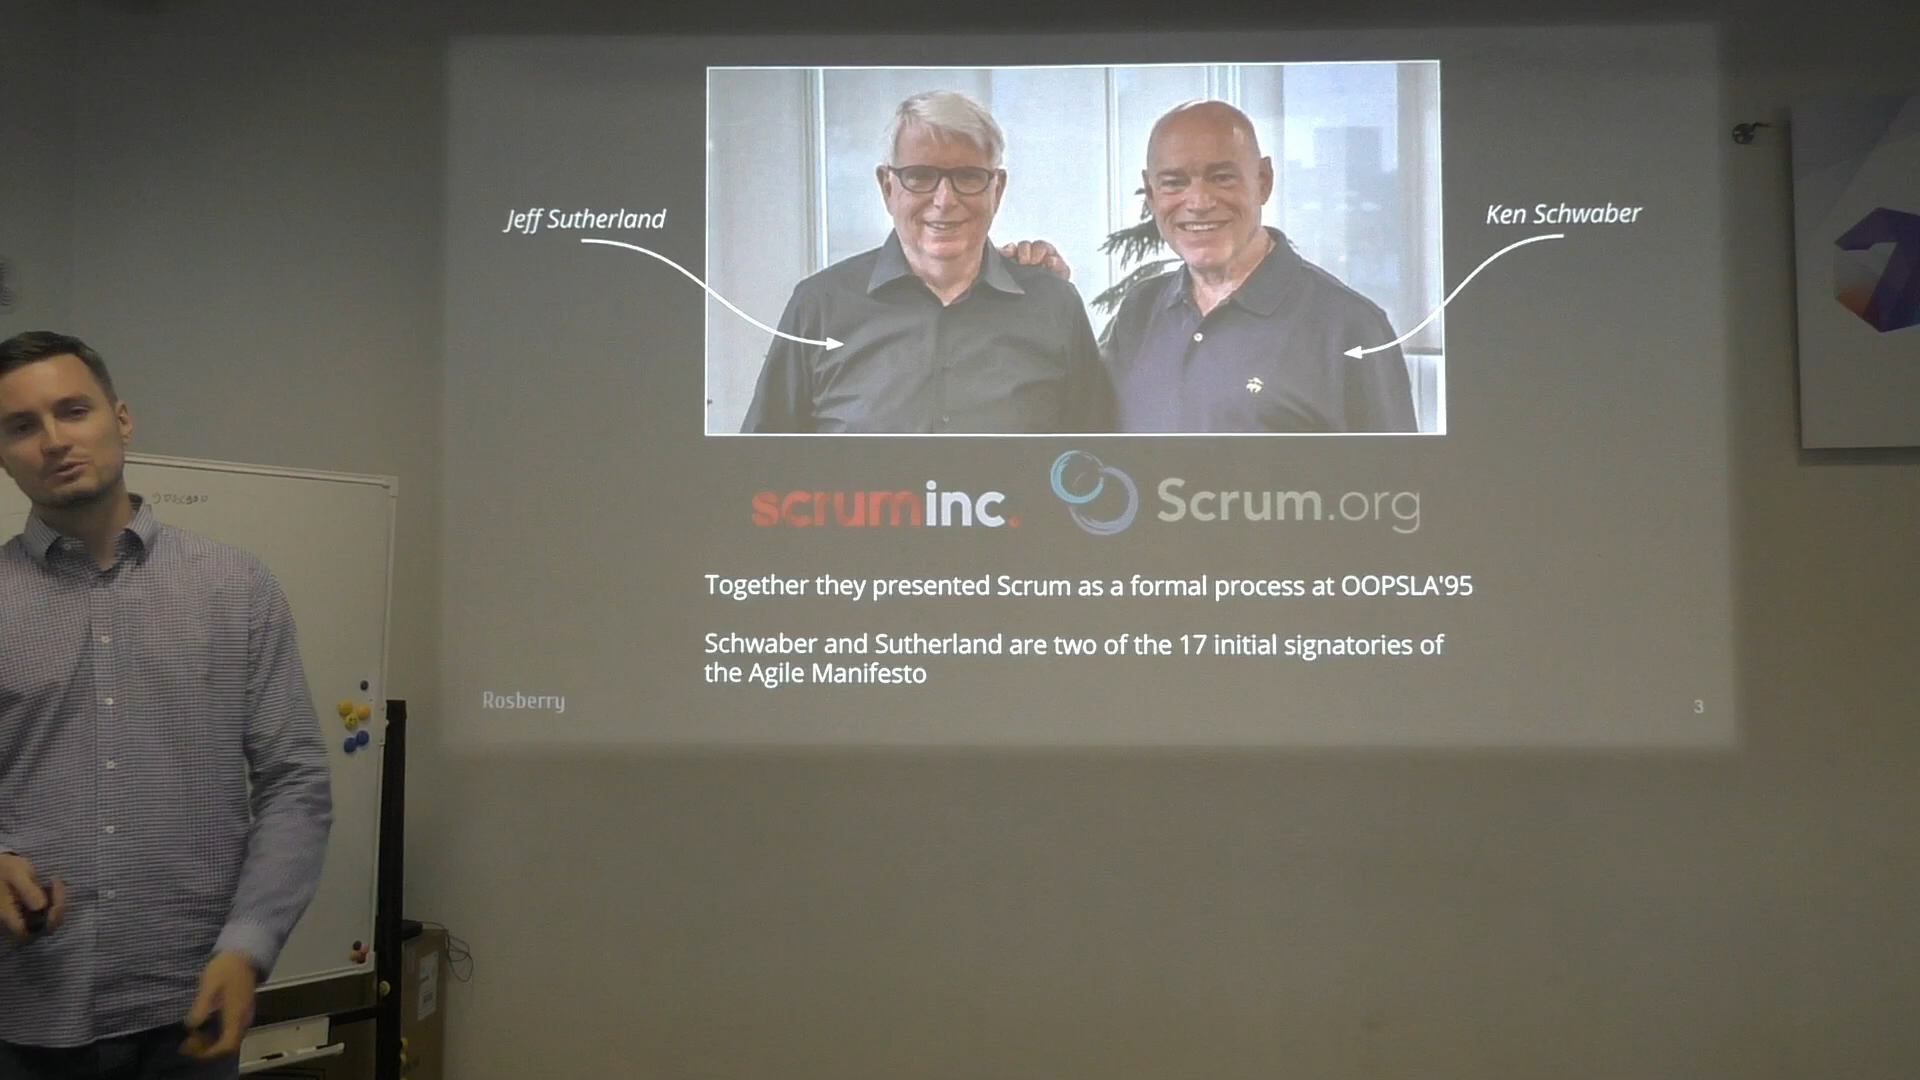 Jeff Sutherland
Ken Schwaber
scruminc.
Scrum.org
Together they presented Scrum as a formal process at OOPSLA'95
Schwaber and Sutherland are two of the 17 initial signatories of
the Agile Manifesto
Rosberry
3